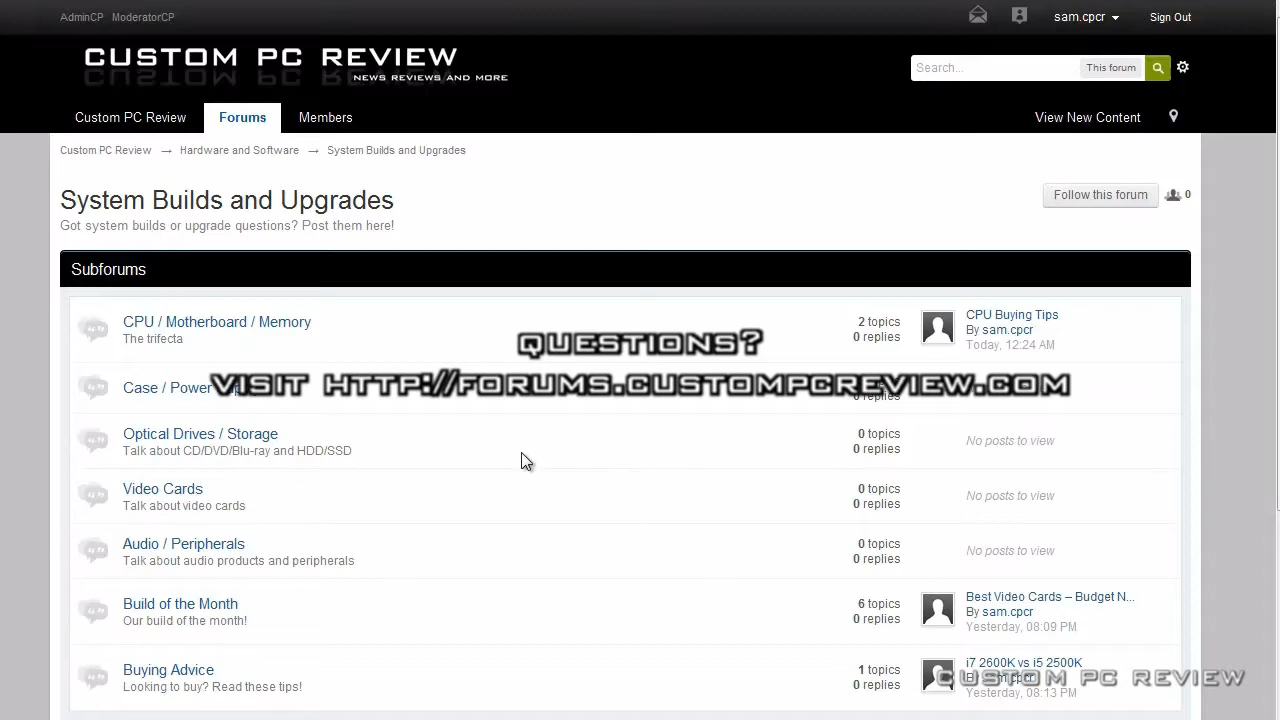 AdminCP ModeratorCP
sam.cpcr Sign Out
CUSTOM PC REVIEW
NEWS REVIEWS AND MORE
Search... This forum
Custom PC Review Forums Members View New Content
Custom PC Review → Hardware and Software → System Builds and Upgrades
System Builds and Upgrades
Follow this forum 0
Got system builds or upgrade questions? Post them here!
Subforums
CPU / Motherboard / Memory
The trifecta
2 topics
0 replies
CPU Buying Tips
By sam.cpcr
Today, 12:24 AM
QUESTIONS?
VISIT HTTP://FORUMS.CUSTOMPCREVIEW.COM
Case / Power
0 replies
Optical Drives / Storage
Talk about CD/DVD/Blu-ray and HDD/SSD
0 topics
0 replies
No posts to view
Video Cards
Talk about video cards
0 topics
0 replies
No posts to view
Audio / Peripherals
Talk about audio products and peripherals
0 topics
0 replies
No posts to view
Build of the Month
Our build of the month!
6 topics
0 replies
Best Video Cards – Budget N...
By sam.cpcr
Yesterday, 08:09 PM
Buying Advice
Looking to buy? Read these tips!
1 topics
0 replies
i7 2600K vs i5 2500K
Yesterday, 08:13 PM
CUSTOM PC REVIEW